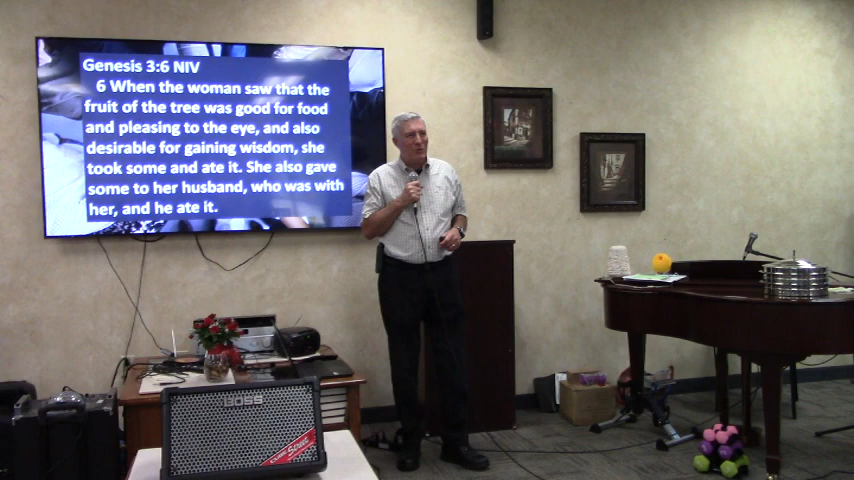 Genesis 3:6 NIV
6 When the woman saw that the
fruit of the tree was good for food
and pleasing to the eye, and also
desirable for gaining wisdom, she
took some and ate it. She also gave
some to her husband, who was with
her, and he ate it.
BOSS
CUBE Street